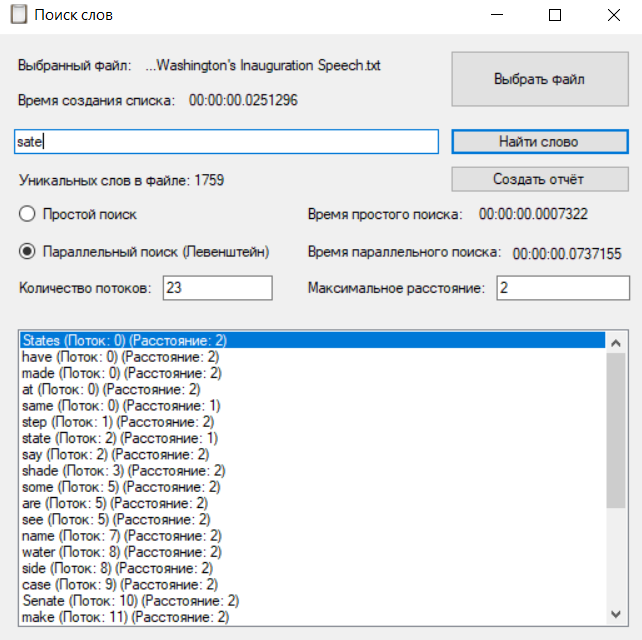 Поиск слов
Выбранный файл: ...Washington's Inauguration Speech.txt
Выбрать файл
Время создания списка: 00:00:00.0251296
sate
Найти слово
Уникальных слов в файле: 1759
Создать отчёт
Простой поиск
Время простого поиска: 00:00:00.0007322
Параллельный поиск (Левенштейн)
Время параллельного поиска: 00:00:00.0737155
Количество потоков: 23
Максимальное расстояние: 2
States (Поток: 0) (Расстояние: 2)
have (Поток: 0) (Расстояние: 2)
made (Поток: 0) (Расстояние: 2)
at (Поток: 0) (Расстояние: 2)
same (Поток: 0) (Расстояние: 1)
step (Поток: 1) (Расстояние: 2)
state (Поток: 2) (Расстояние: 1)
say (Поток: 2) (Расстояние: 2)
shade (Поток: 3) (Расстояние: 2)
some (Поток: 5) (Расстояние: 2)
are (Поток: 5) (Расстояние: 2)
see (Поток: 5) (Расстояние: 2)
name (Поток: 7) (Расстояние: 2)
water (Поток: 8) (Расстояние: 2)
side (Поток: 8) (Расстояние: 2)
case (Поток: 9) (Расстояние: 2)
Senate (Поток: 10) (Расстояние: 2)
make (Поток: 11) (Расстояние: 2)